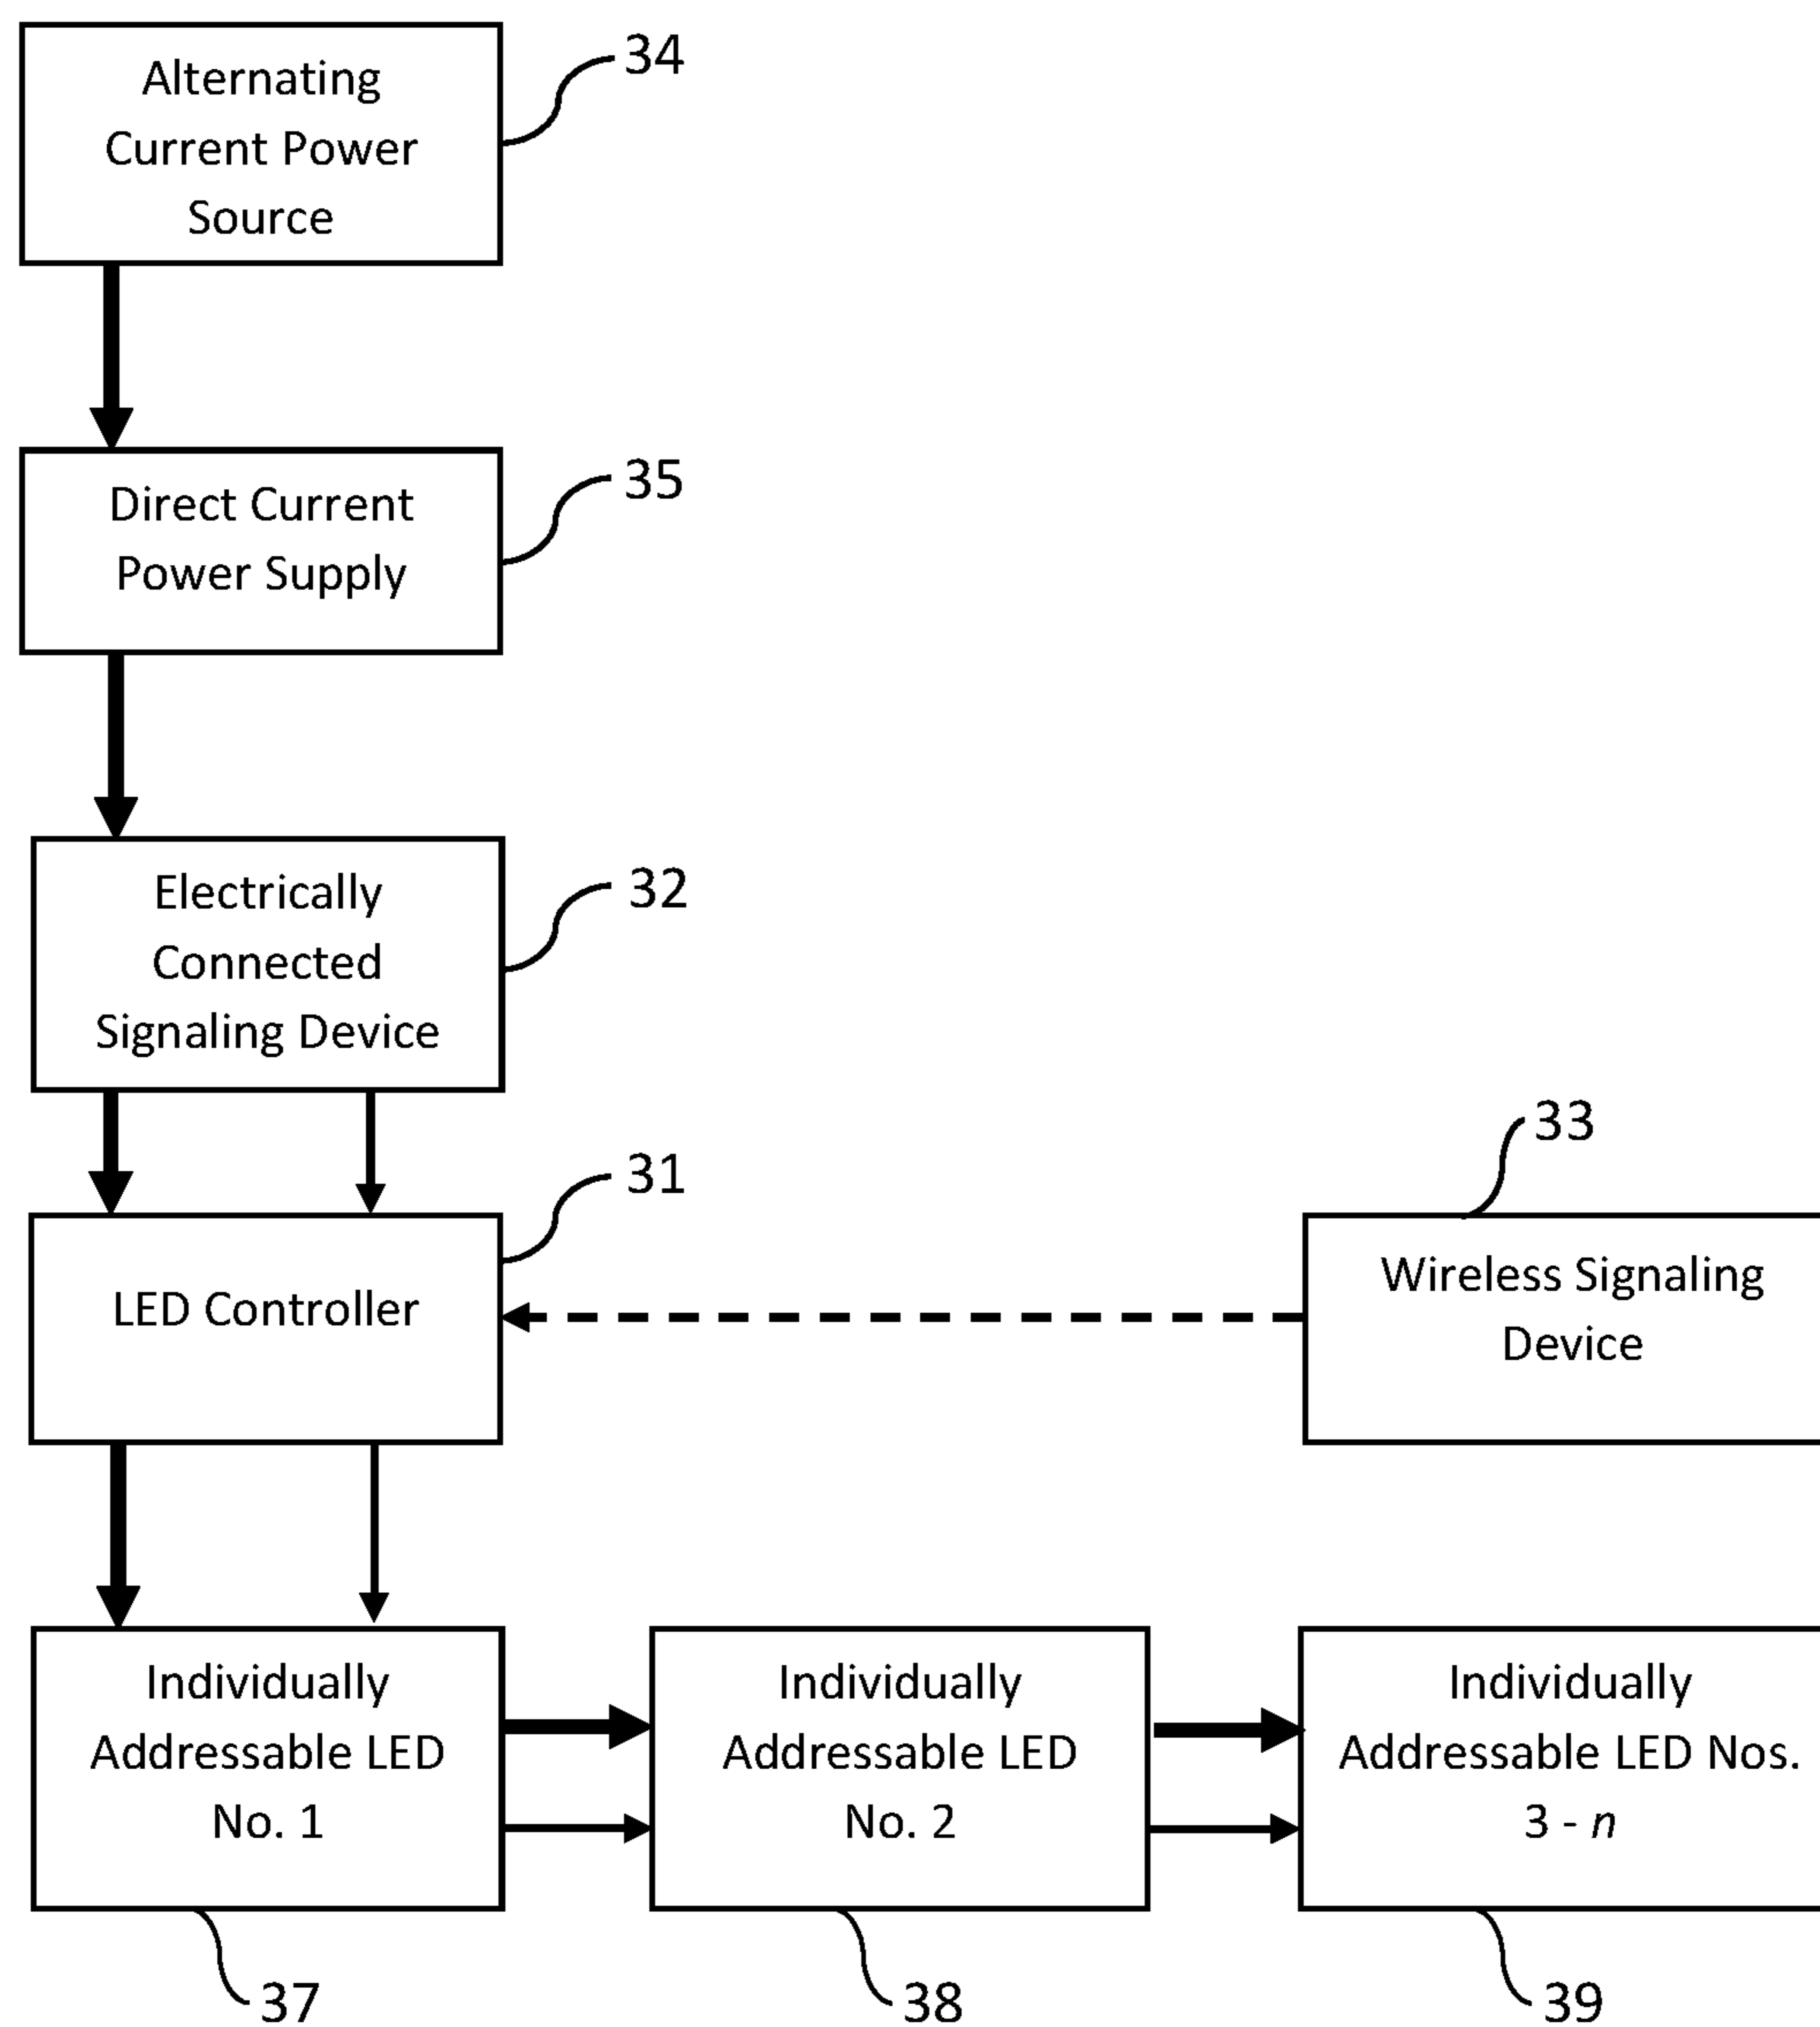 Alternating
Current Power
Source
34
Direct Current
Power Supply
35
Electrically
Connected
Signaling Device
32
LED Controller
31
Wireless Signaling
Device
33
Individually
Addressable LED
No. 1
37
Individually
Addressable LED
No. 2
38
Individually
Addressable LED Nos.
3 - n
39